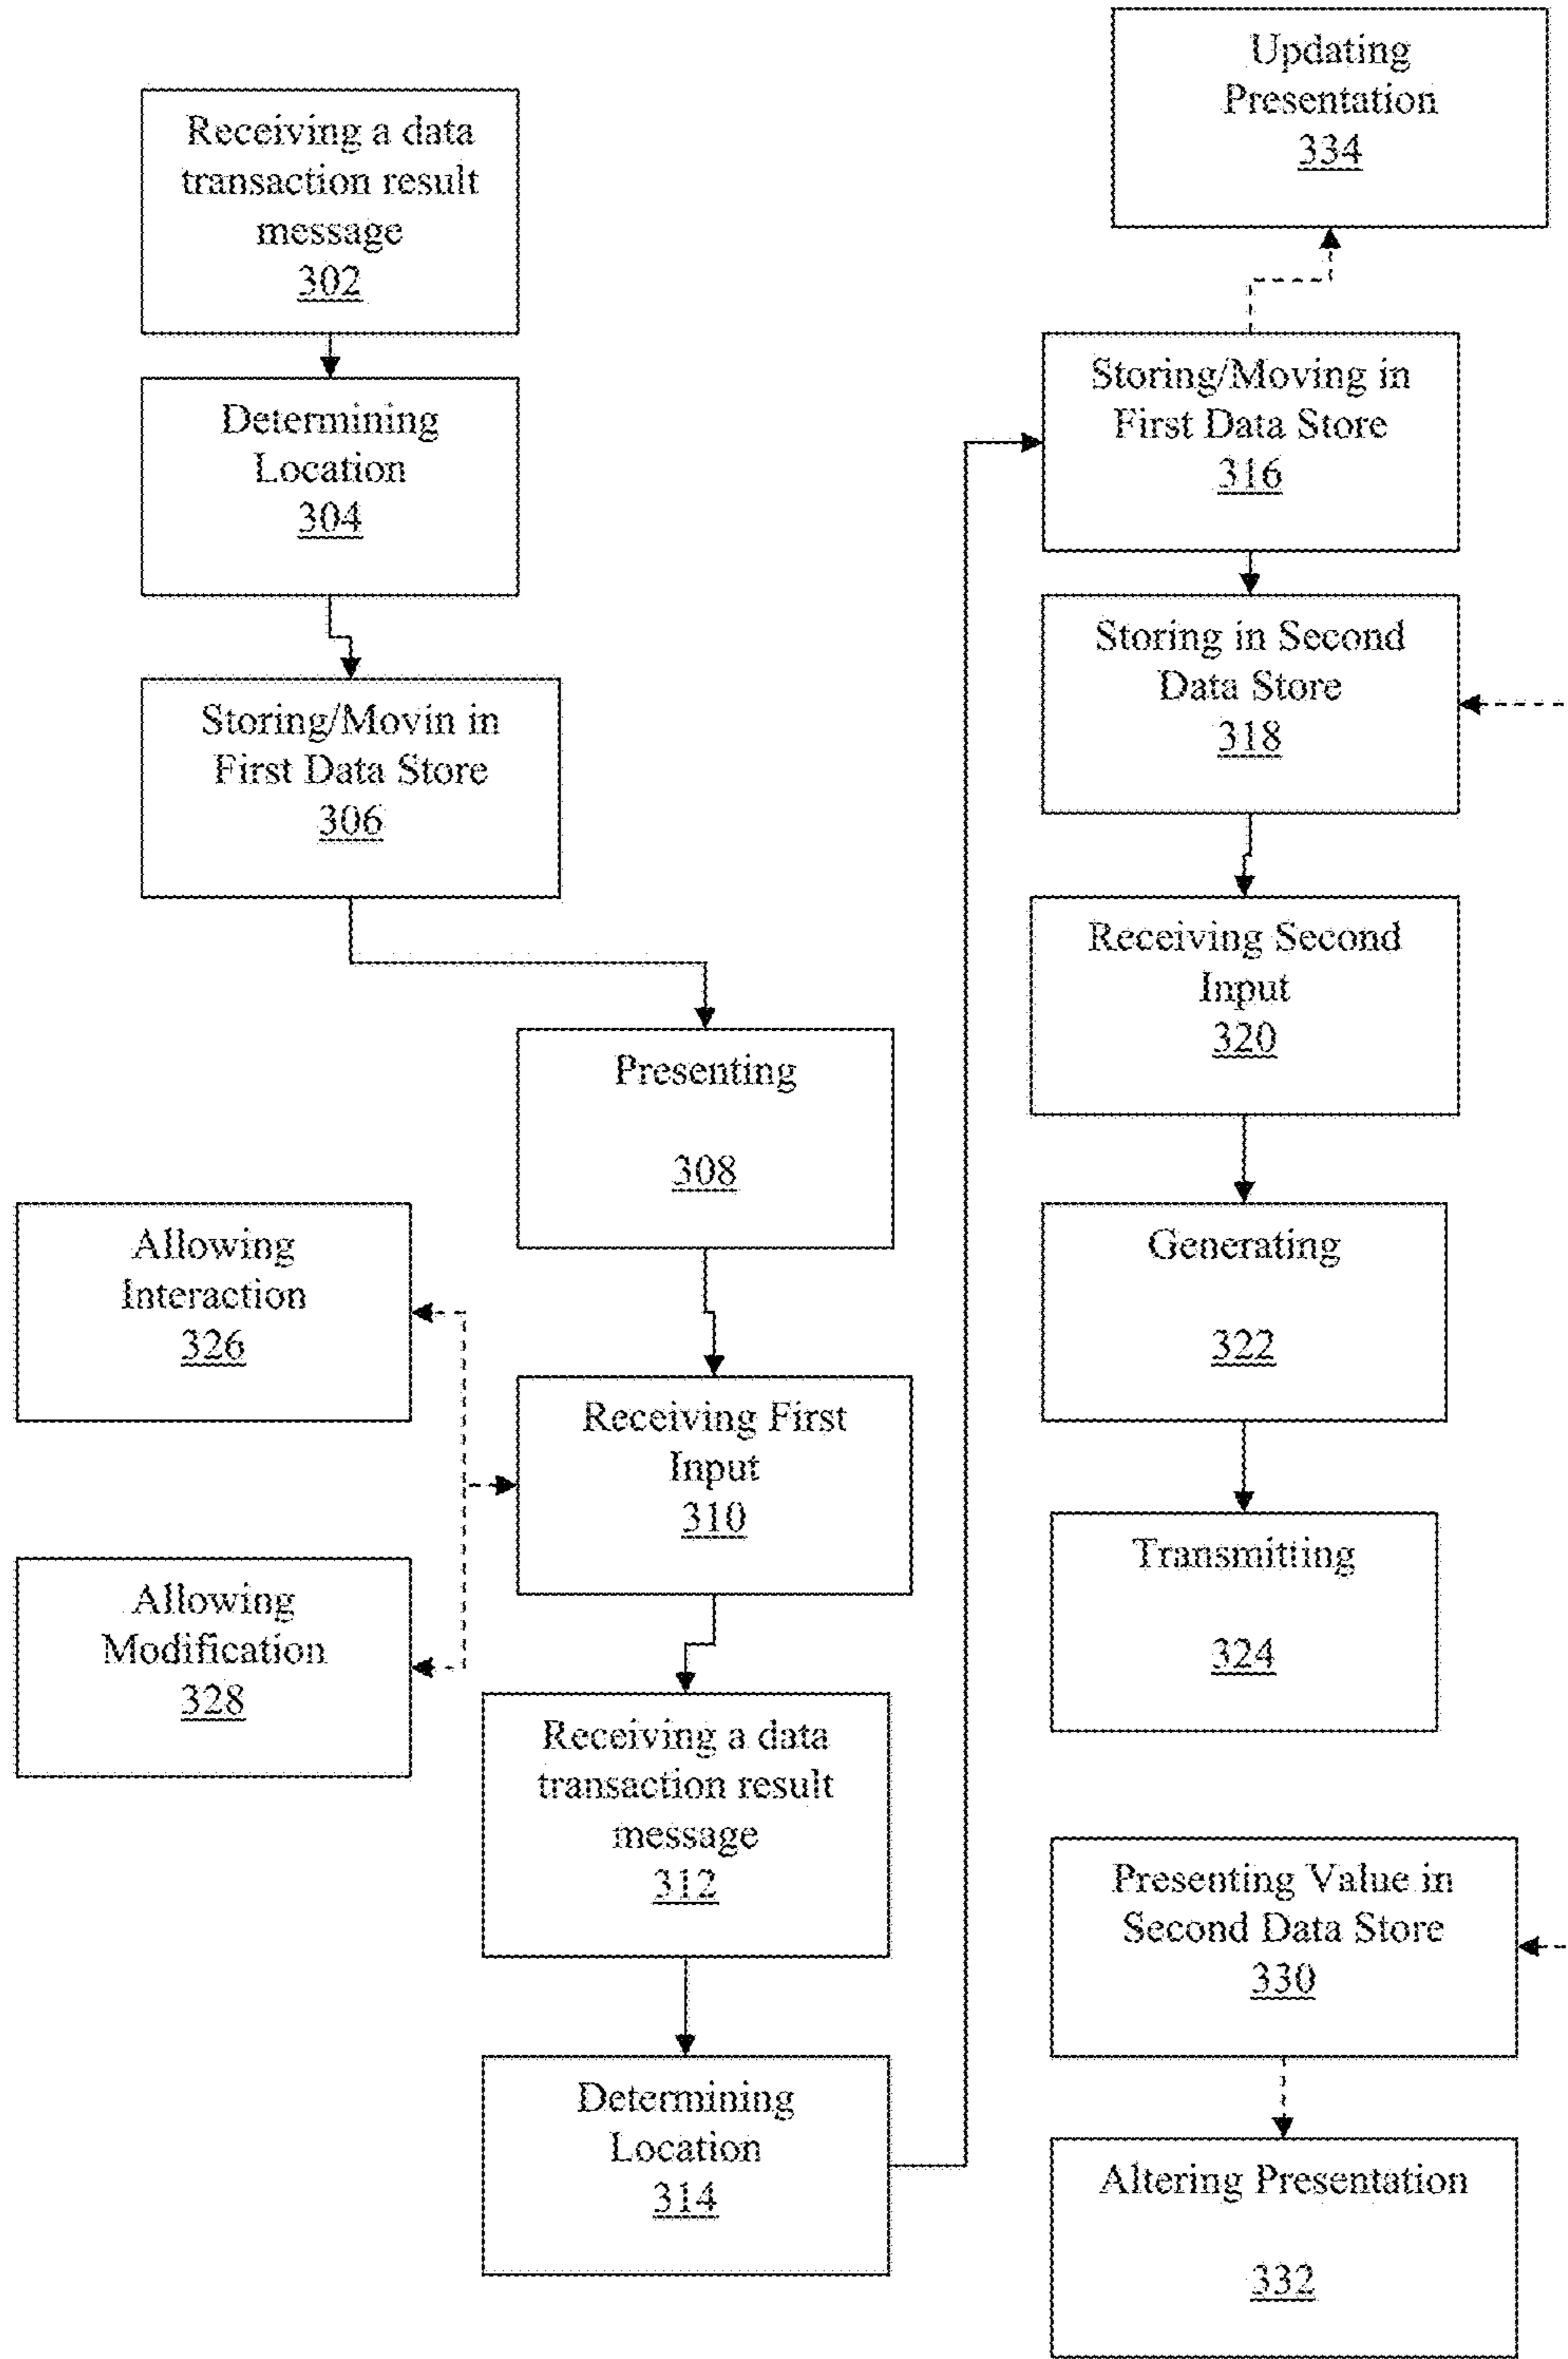 Receiving a data
transaction result
message
302
Determining
Location
304
Storing/Movin in
First Data Store
306
Presenting
308
Allowing
Interaction
326
Receiving First
Input
310
Allowing
Modification
328
Receiving a data
transaction result
message
312
Determining
Location
314
Updating
Presentation
334
Storing/Moving in
First Data Store
316
Storing in Second
Data Store
318
Receiving Second
Input
320
Generating
322
Transmitting
324
Presenting Value in
Second Data Store
330
Altering Presentation
332